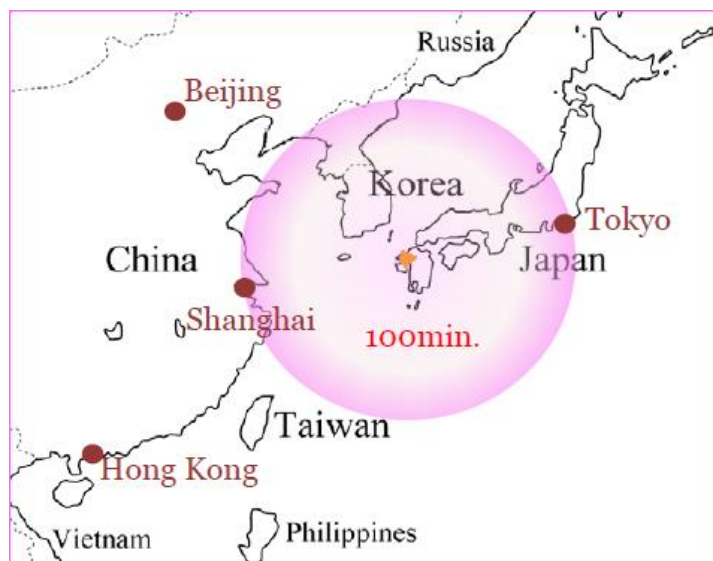 Russia
Beijing
Korea
Tokyo
China
Japan
Shanghai
100min.
Taiwan
Hong Kong
Philippines
Vietnam